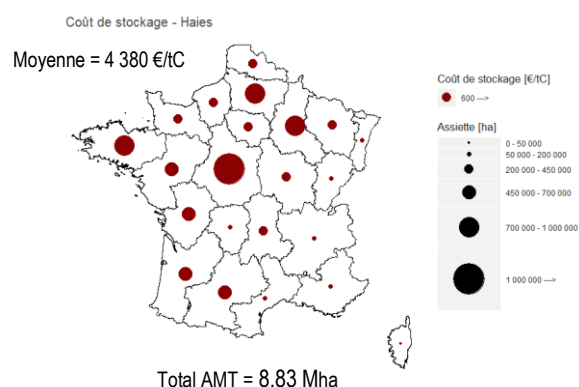 Coût de stockage - Haies
Moyenne = 4 380 €/tC
Coût de stockage [€/tC]
600 --->
Assiette [ha]
0 - 50 000
50 000 - 200 000
200 000 - 450 000
450 000 - 700 000
700 000 - 1 000 000
1 000 000 --->
Total AMT = 8.83 Mha